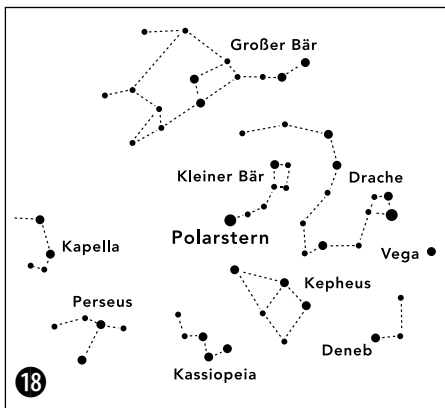 Großer Bär
Kleiner Bär
Drache
Polarstern
Kapella
Vega
Kepheus
Perseus
Deneb
Kassiopeia
18